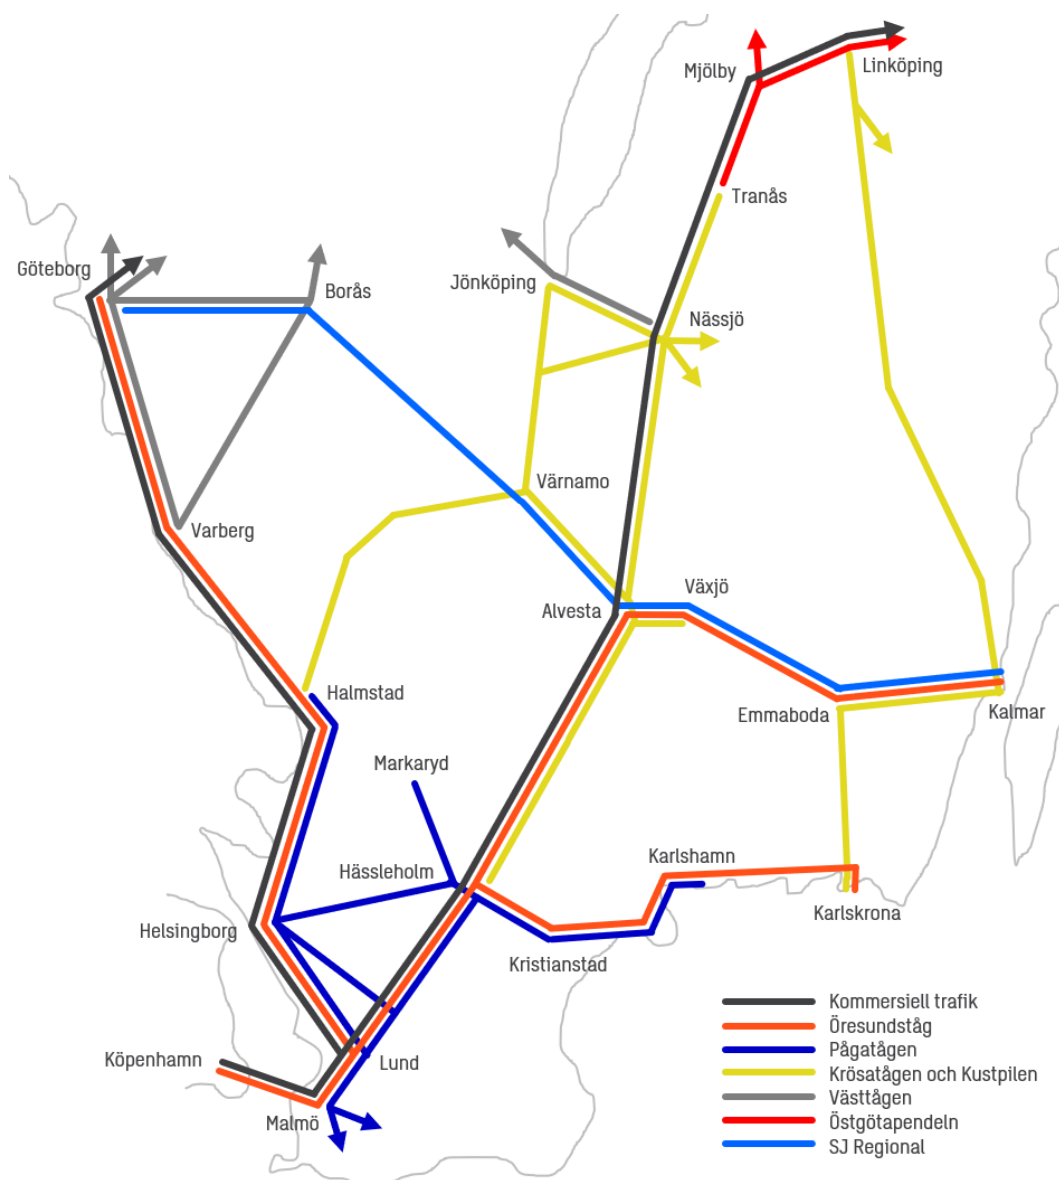 Mjölby
Linköping
Tranås
Göteborg
Borås
Jönköping
Nässjö
Värnamo
Varberg
Alvesta
Växjö
Halmstad
Emmaboda
Kalmar
Markaryd
Hässleholm
Karlshamn
Helsingborg
Karlskrona
Kristianstad
Köpenhamn
Lund
Malmö
Kommersiell trafik
Öresundståg
Pågatågen
Krösatågen och Kustpilen
Västtågen
Östgötapendeln
SJ Regional